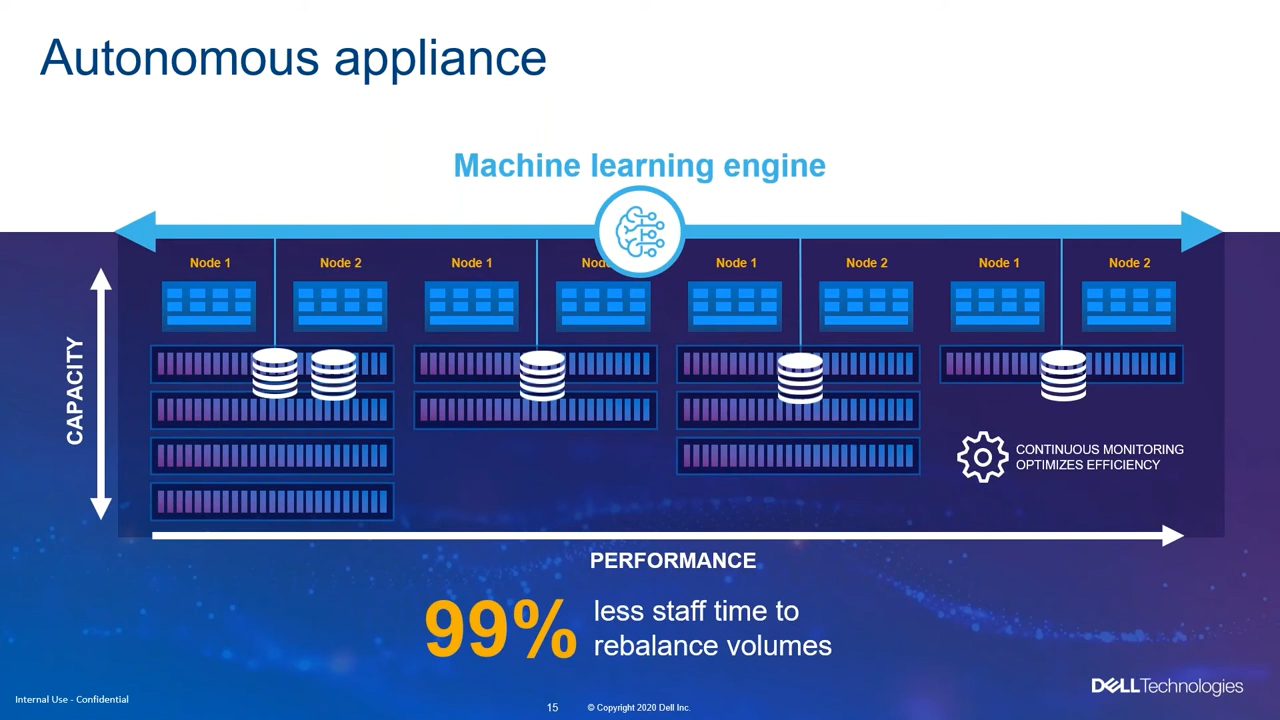 Autonomous appliance
Machine learning engine
Node 1
Node 2
Node 1
Node 1
Node 2
Node 1
Node 2
CAPACITY
CONTINUOUS MONITORING
OPTIMIZES EFFICIENCY
PERFORMANCE
99%
less staff time to
rebalance volumes
DELLTechnologies
Internal Use - Confidential
15
© Copyright 2020 Dell Inc.